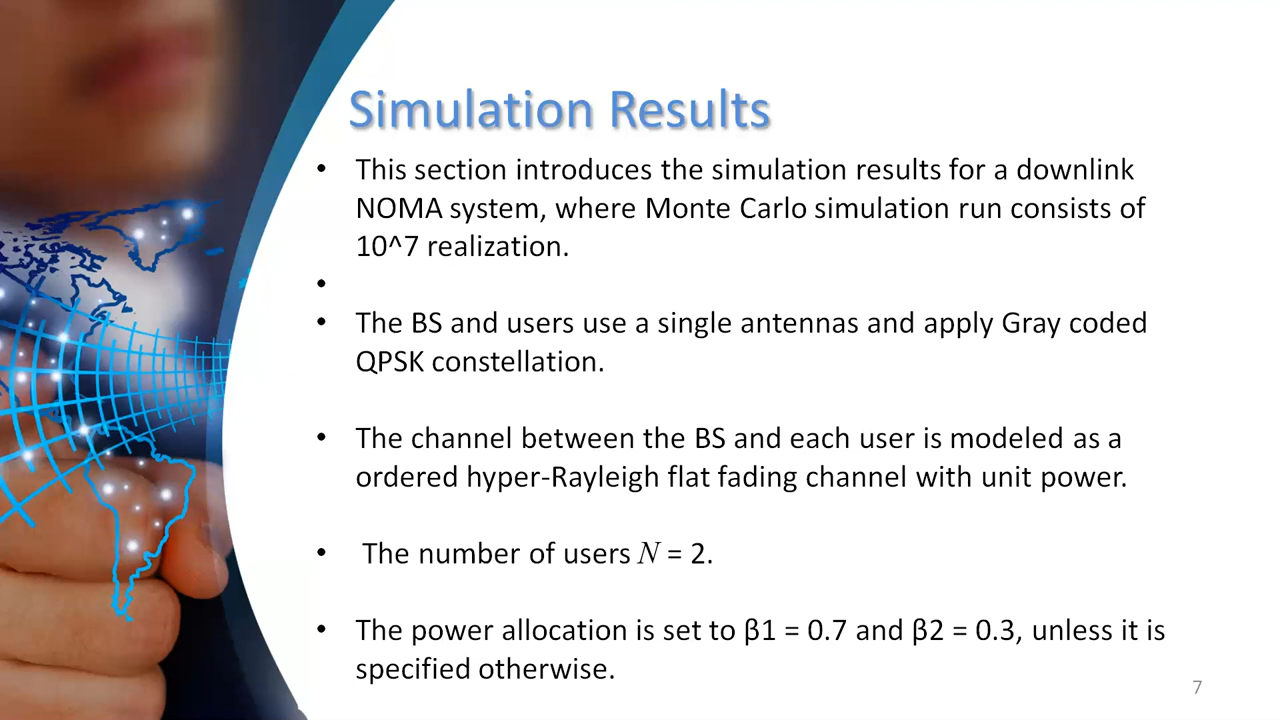 Simulation Results
• This section introduces the simulation results for a downlink
NOMA system, where Monte Carlo simulation run consists of
10^7 realization.
•
• The BS and users use a single antennas and apply Gray coded
QPSK constellation.
• The channel between the BS and each user is modeled as a
ordered hyper-Rayleigh flat fading channel with unit power.
• The number of users N = 2.
• The power allocation is set to β1 = 0.7 and β2 = 0.3, unless it is
specified otherwise.
7